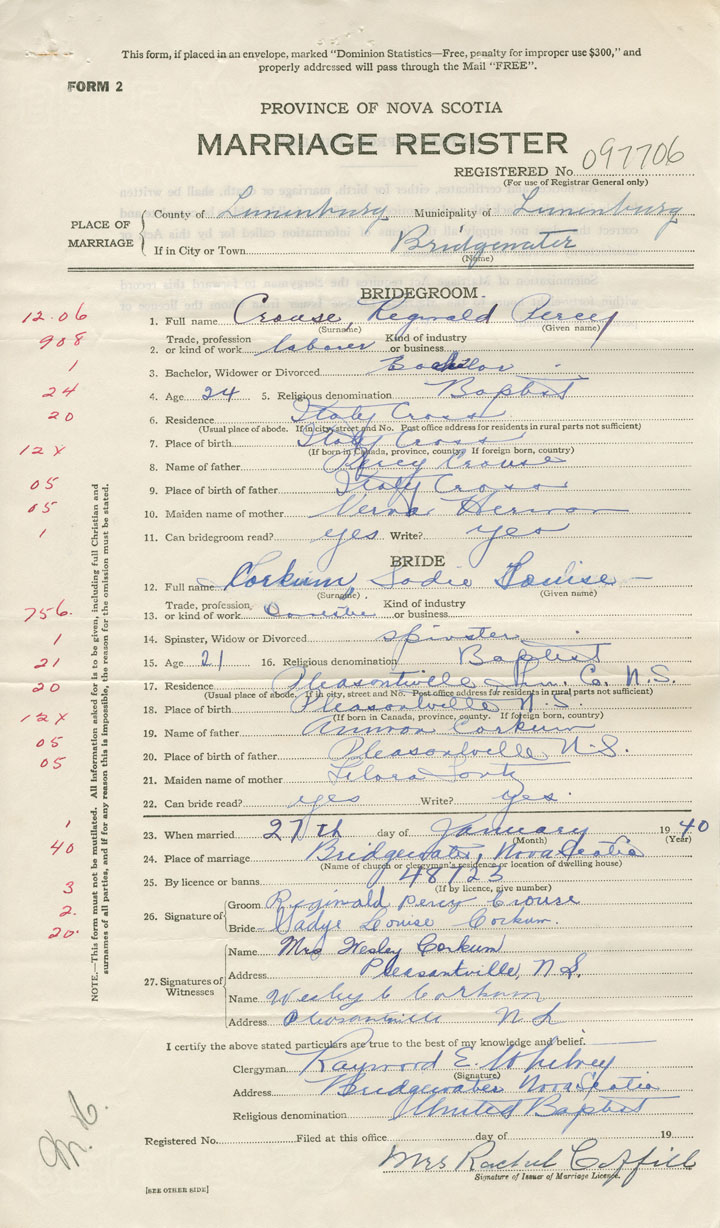 This form, if placed in an envelope, marked "Dominion Statistics—Free, penalty for improper use $300," and
properly addressed will pass through the Mail "FREE".
FORM 2
PROVINCE OF NOVA SCOTIA
MARRIAGE REGISTER
REGISTERED No. 097706
(For use of Registrar General only)
PLACE OF MARRIAGE
County of Lunenburg Municipality of Lunenburg
If in City or Town Bridgewater
(Name)
BRIDEGROOM
12.06
1. Full name Crouse, Reginald Percy
(Surname) (Given name)
908
Trade, profession Kind of industry
2. or kind of work laborer or business
1
3. Bachelor, Widower or Divorced Bachelor
24
4. Age 24 5. Religious denomination Baptist
20
6. Residence Italy Cross
(Usual place of abode. If in city, street and No. Post office address for residents in rural parts not sufficient)
12X
7. Place of birth Italy Cross
(If born in Canada, province, county. If foreign born, country)
8. Name of father Percy Crouse
05
9. Place of birth of father Italy Cross
05
10. Maiden name of mother Verna Herman
1
11. Can bridegroom read? yes Write? yes
BRIDE
12. Full name Corkum, Sadie Louise
(Surname) (Given name)
756.
Trade, profession Kind of industry
13. or kind of work Domestic or business
1
14. Spinster, Widow or Divorced spinster
21
15. Age 21 16. Religious denomination Baptist
20
17. Residence Pleasantville Lun. Co. N.S.
(Usual place of abode. If in city, street and No. Post office address for residents in rural parts not sufficient)
12X
18. Place of birth Pleasantville N.S.
(If born in Canada, province, county. If foreign born, country)
19. Name of father Corkum
05
20. Place of birth of father Pleasantville N.S.
05
21. Maiden name of mother
22. Can bride read? yes Write? yes.
1
23. When married 27th day of January 1940
(Month) (Year)
40
24. Place of marriage Bridgewater, Nova Scotia
(Name of church or clergyman's residence or location of dwelling house)
25. By licence or banns 48723
(If by licence, give number)
3
2.
20.
26. Signature of
Groom Reginald Percy Crouse
Bride Sadye Louise Corkum.
27. Signatures of Witnesses
Name Mrs Wesley Corkum
Address Pleasantville, N.S.
Name Wesley C Corkum
Address Pleasantville N S
I certify the above stated particulars are true to the best of my knowledge and belief.
Clergyman Raymond E. Whitney
(Signature)
Address Bridgewater Nova Scotia
Religious denomination United Baptist
Registered No. Filed at this office day of 19
Mrs Rachel Coffill
Signature of Issuer of Marriage Licence.
[SEE OTHER SIDE]
NOTE.—This form must not be mutilated. All Information asked for is to be given, including full Christian and
surnames of all parties, and if for any reason this is impossible, the reason for the omission must be stated.